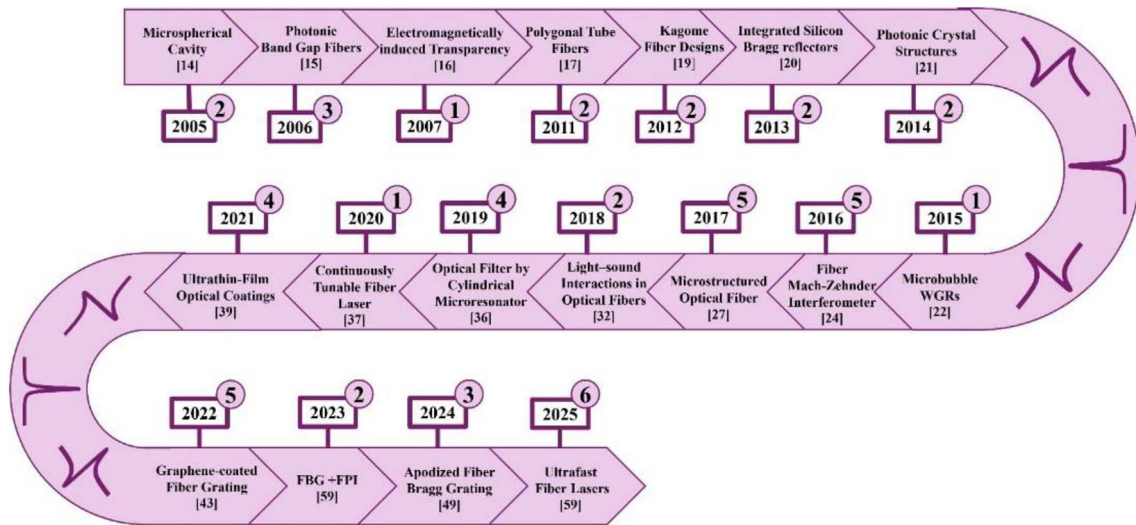 Microspherical
Cavity
[14]
Photonic
Band Gap Fibers
[15]
Electromagnetically
induced Transparency
[16]
Polygonal Tube
Fibers
[17]
Kagome
Fiber Designs
[19]
Integrated Silicon
Bragg reflectors
[20]
Photonic Crystal
Structures
[21]
2005 2
2006 3
2007 1
2011 2
2012 2
2013 2
2014 2
2021 4
2020 1
2019 4
2018 2
2017 5
2016 5
2015 1
Ultrathin-Film
Optical Coatings
[39]
Continuously
Tunable Fiber
Laser
[37]
Optical Filter by
Cylindrical
Microresonator
[36]
Light–sound
Interactions in
Optical Fibers
[32]
Microstructured
Optical Fiber
[27]
Fiber
Mach-Zehnder
Interferometer
[24]
Microbubble
WGRs
[22]
2022 5
2023 2
2024 3
2025 6
Graphene-coated
Fiber Grating
[43]
FBG +FPI
[59]
Apodized Fiber
Bragg Grating
[49]
Ultrafast
Fiber Lasers
[59]